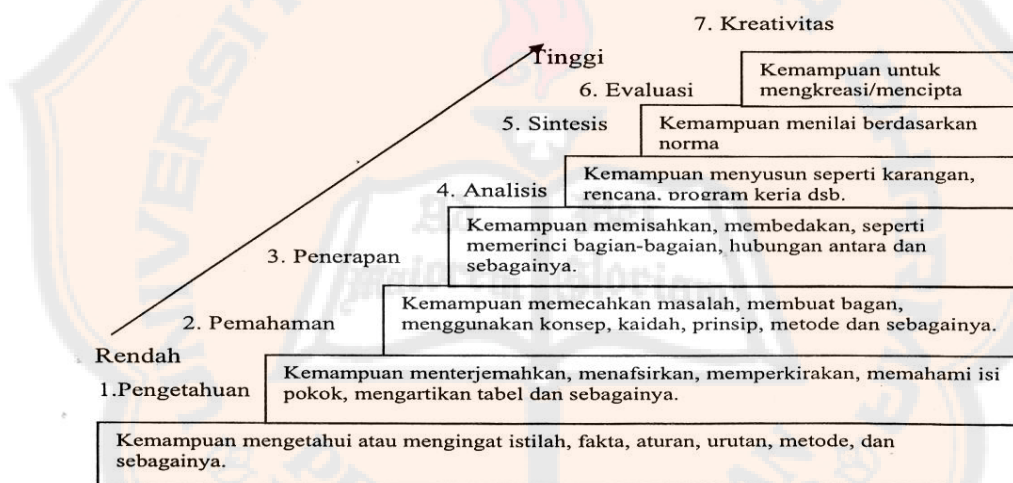 7. Kreativitas
Tinggi
Kemampuan untuk
mengkreasi/mencipta
6. Evaluasi
5. Sintesis
Kemampuan menilai berdasarkan
norma
4. Analisis
Kemampuan menyusun seperti karangan,
rencana, program kerja dsb.
3. Penerapan
Kemampuan memisahkan, membedakan, seperti
memerinci bagian-bagaian, hubungan antara dan
sebagainya.
2. Pemahaman
Kemampuan memecahkan masalah, membuat bagan,
menggunakan konsep, kaidah, prinsip, metode dan sebagainya.
Rendah
1.Pengetahuan
Kemampuan menterjemahkan, menafsirkan, memperkirakan, memahami isi
pokok, mengartikan tabel dan sebagainya.
Kemampuan mengetahui atau mengingat istilah, fakta, aturan, urutan, metode, dan
sebagainya.